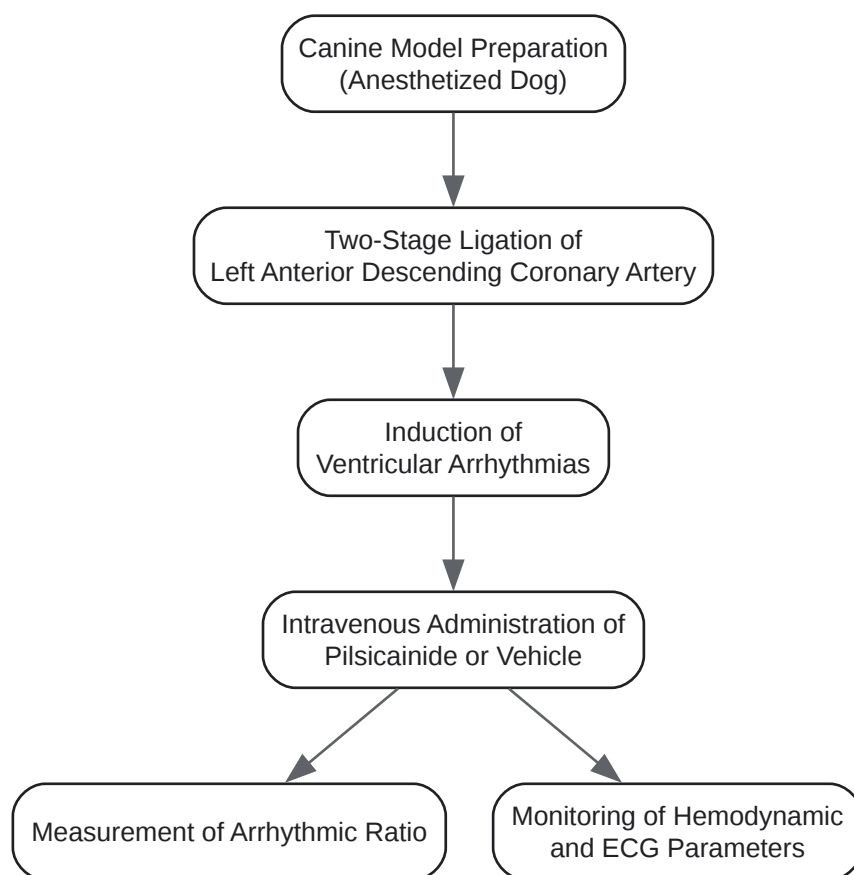 Canine Model Preparation
(Anesthetized Dog)
Two-Stage Ligation of
Left Anterior Descending Coronary Artery
Induction of
Ventricular Arrhythmias
Intravenous Administration of
Pilsicainide or Vehicle
Measurement of Arrhythmic Ratio
Monitoring of Hemodynamic
and ECG Parameters